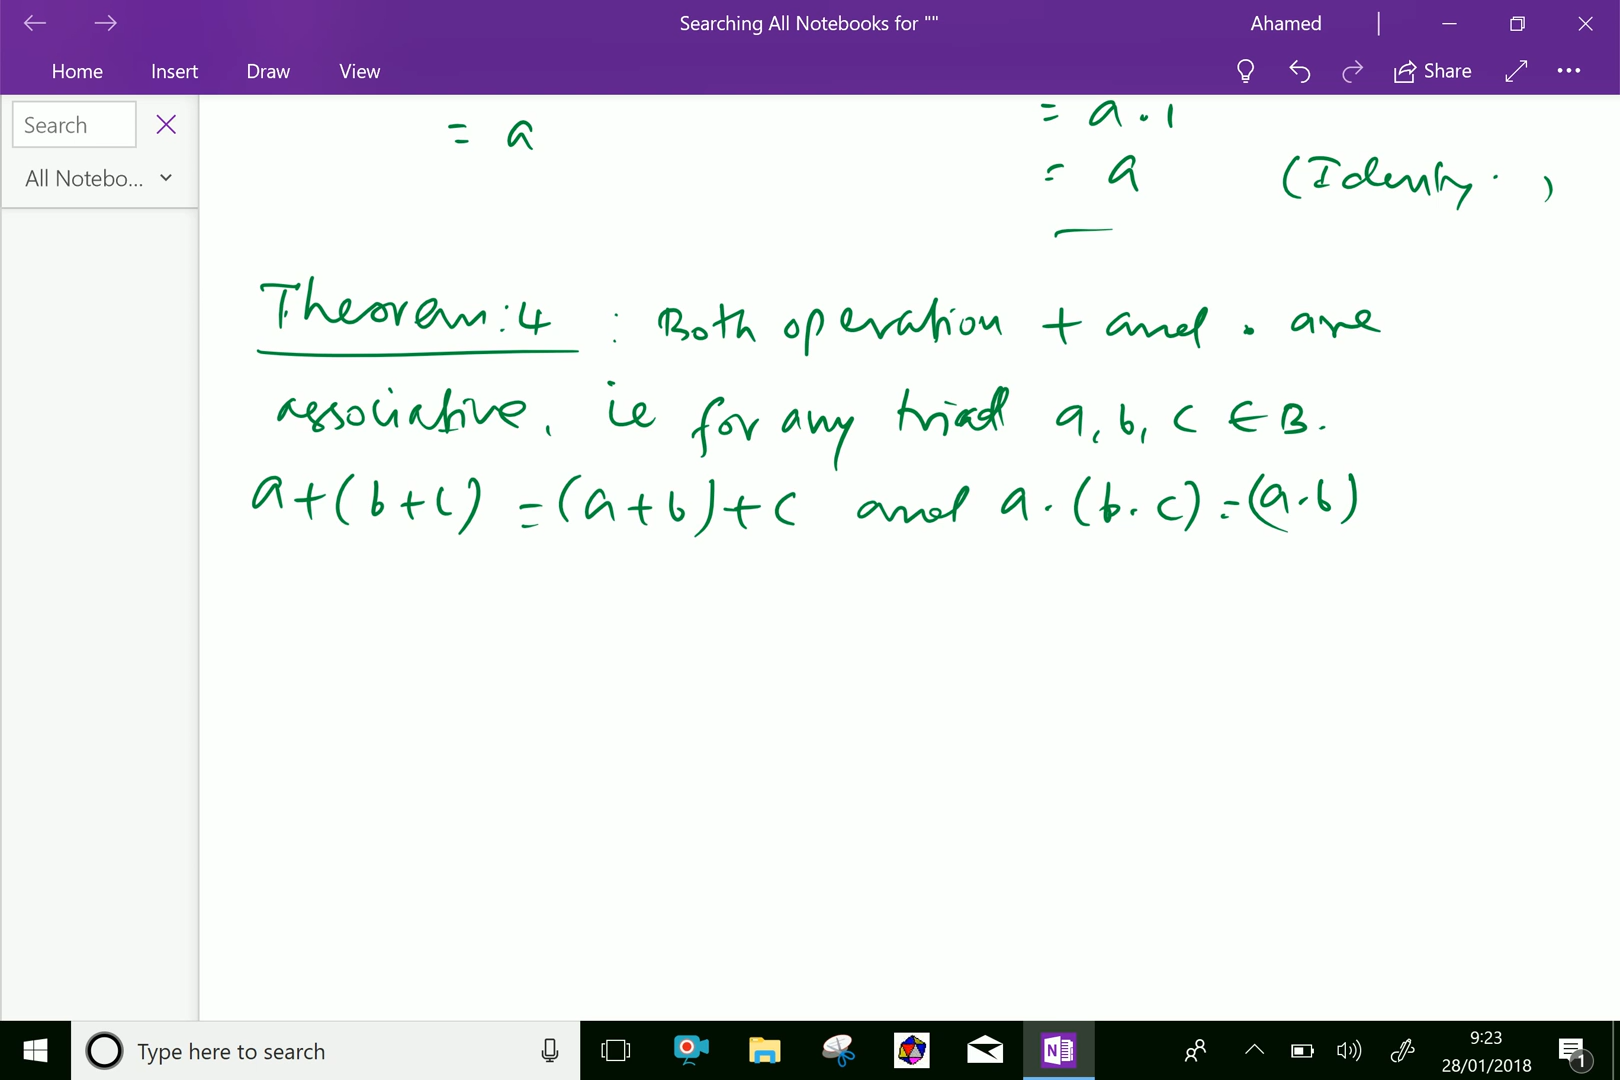 Searching All Notebooks for ""
Ahamed
Home Insert Draw View
Share
Search
All Notebo...
= a
= a . 1
= a (Identity . )
Theorem:4 : Both operation + and . are
associative, ie for any triad a, b, c ∈ B.
a+(b+c) = (a+b)+c and a.(b.c) = (a.b)
Type here to search
N
9:23
28/01/2018
1